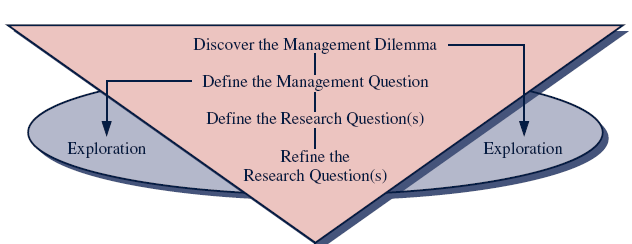 Discover the Management Dilemma
Define the Management Question
Define the Research Question(s)
Exploration
Refine the
Research Question(s)
Exploration